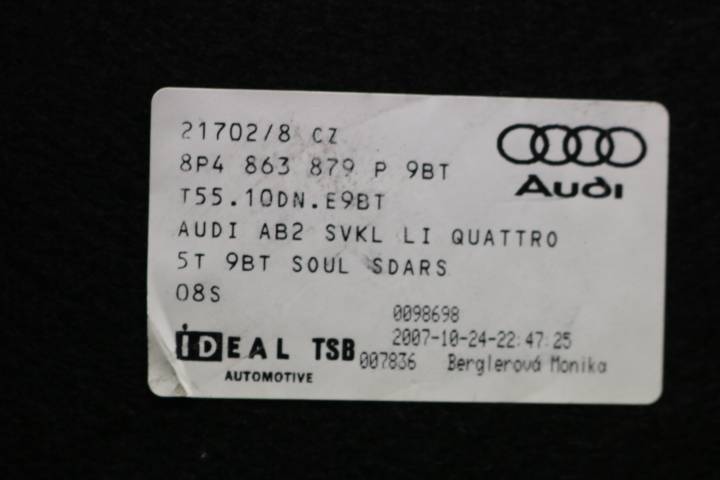 21702/8 CZ
8P4 863 879 P 9BT
Audi
T55.10DN.E9BT
AUDI AB2 SVKL LI QUATTRO
5T 9BT SOUL SDARS
08S
0098698
2007-10-24-22:47:25
IDEAL TSB 007836 Berglerová Monika
AUTOMOTIVE